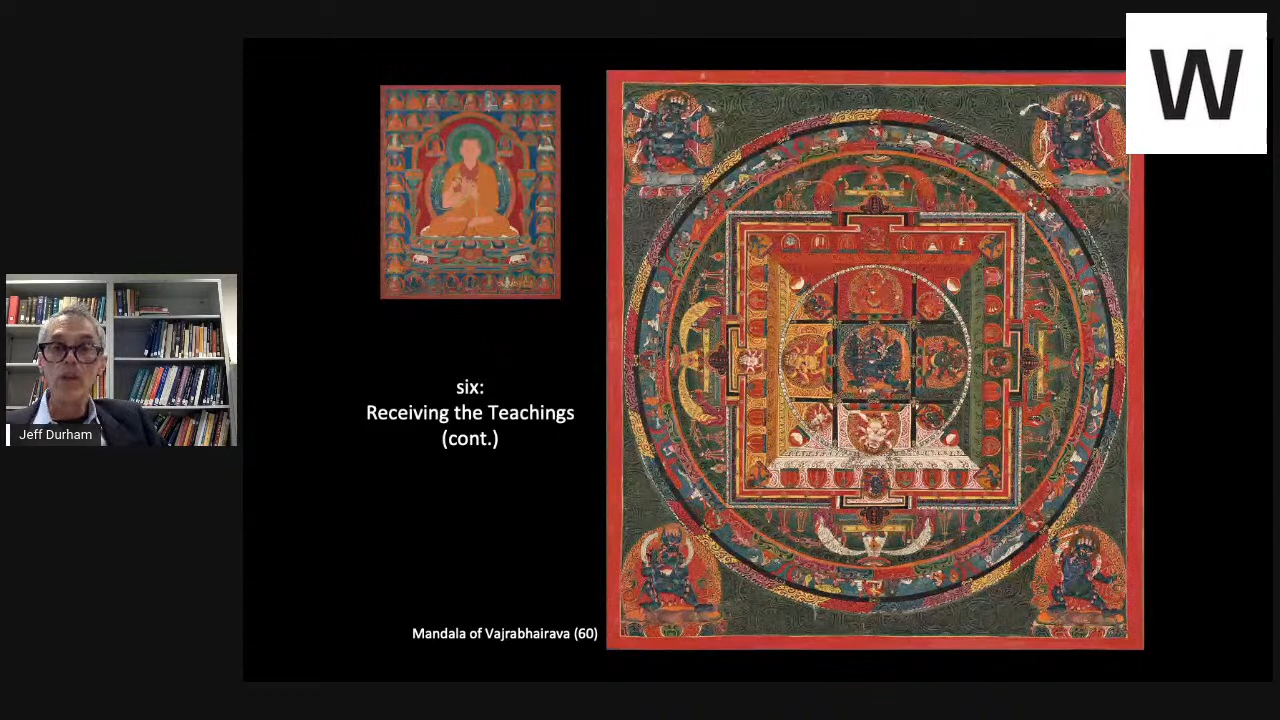 W
six:
Receiving the Teachings
(cont.)
Jeff Durham
Mandala of Vajrabhairava (60)